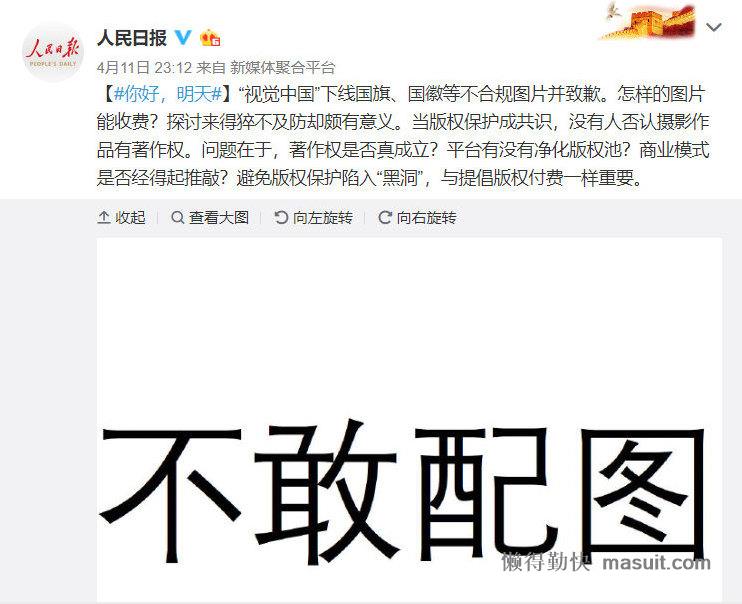 人民日报
人民日报
PEOPLE'S DAILY
4月11日 23:12 来自 新媒体聚合平台
【#你好，明天#】“视觉中国”下线国旗、国徽等不合规图片并致歉。怎样的图片
能收费？探讨来得猝不及防却颇有意义。当版权保护成共识，没有人否认摄影作
品有著作权。问题在于，著作权是否真成立？平台有没有净化版权池？商业模式
是否经得起推敲？避免版权保护陷入“黑洞”，与提倡版权付费一样重要。
收起 查看大图 向左旋转 向右旋转
不敢配图
懒得勤快 masuit.com